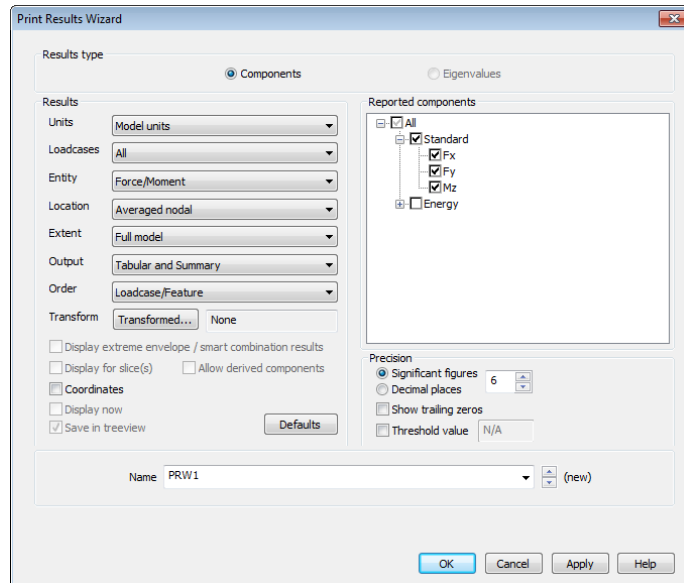 Print Results Wizard
Results type
Components
Eigenvalues
Results
Units
Model units
Loadcases
All
Entity
Force/Moment
Location
Averaged nodal
Extent
Full model
Output
Tabular and Summary
Order
Loadcase/Feature
Transform
Transformed...
None
Display extreme envelope / smart combination results
Display for slice(s)
Allow derived components
Coordinates
Display now
Save in treeview
Defaults
Reported components
All
Standard
Fx
Fy
Mz
Energy
Precision
Significant figures
Decimal places
6
Show trailing zeros
Threshold value
N/A
Name
PRW1
(new)
OK
Cancel
Apply
Help